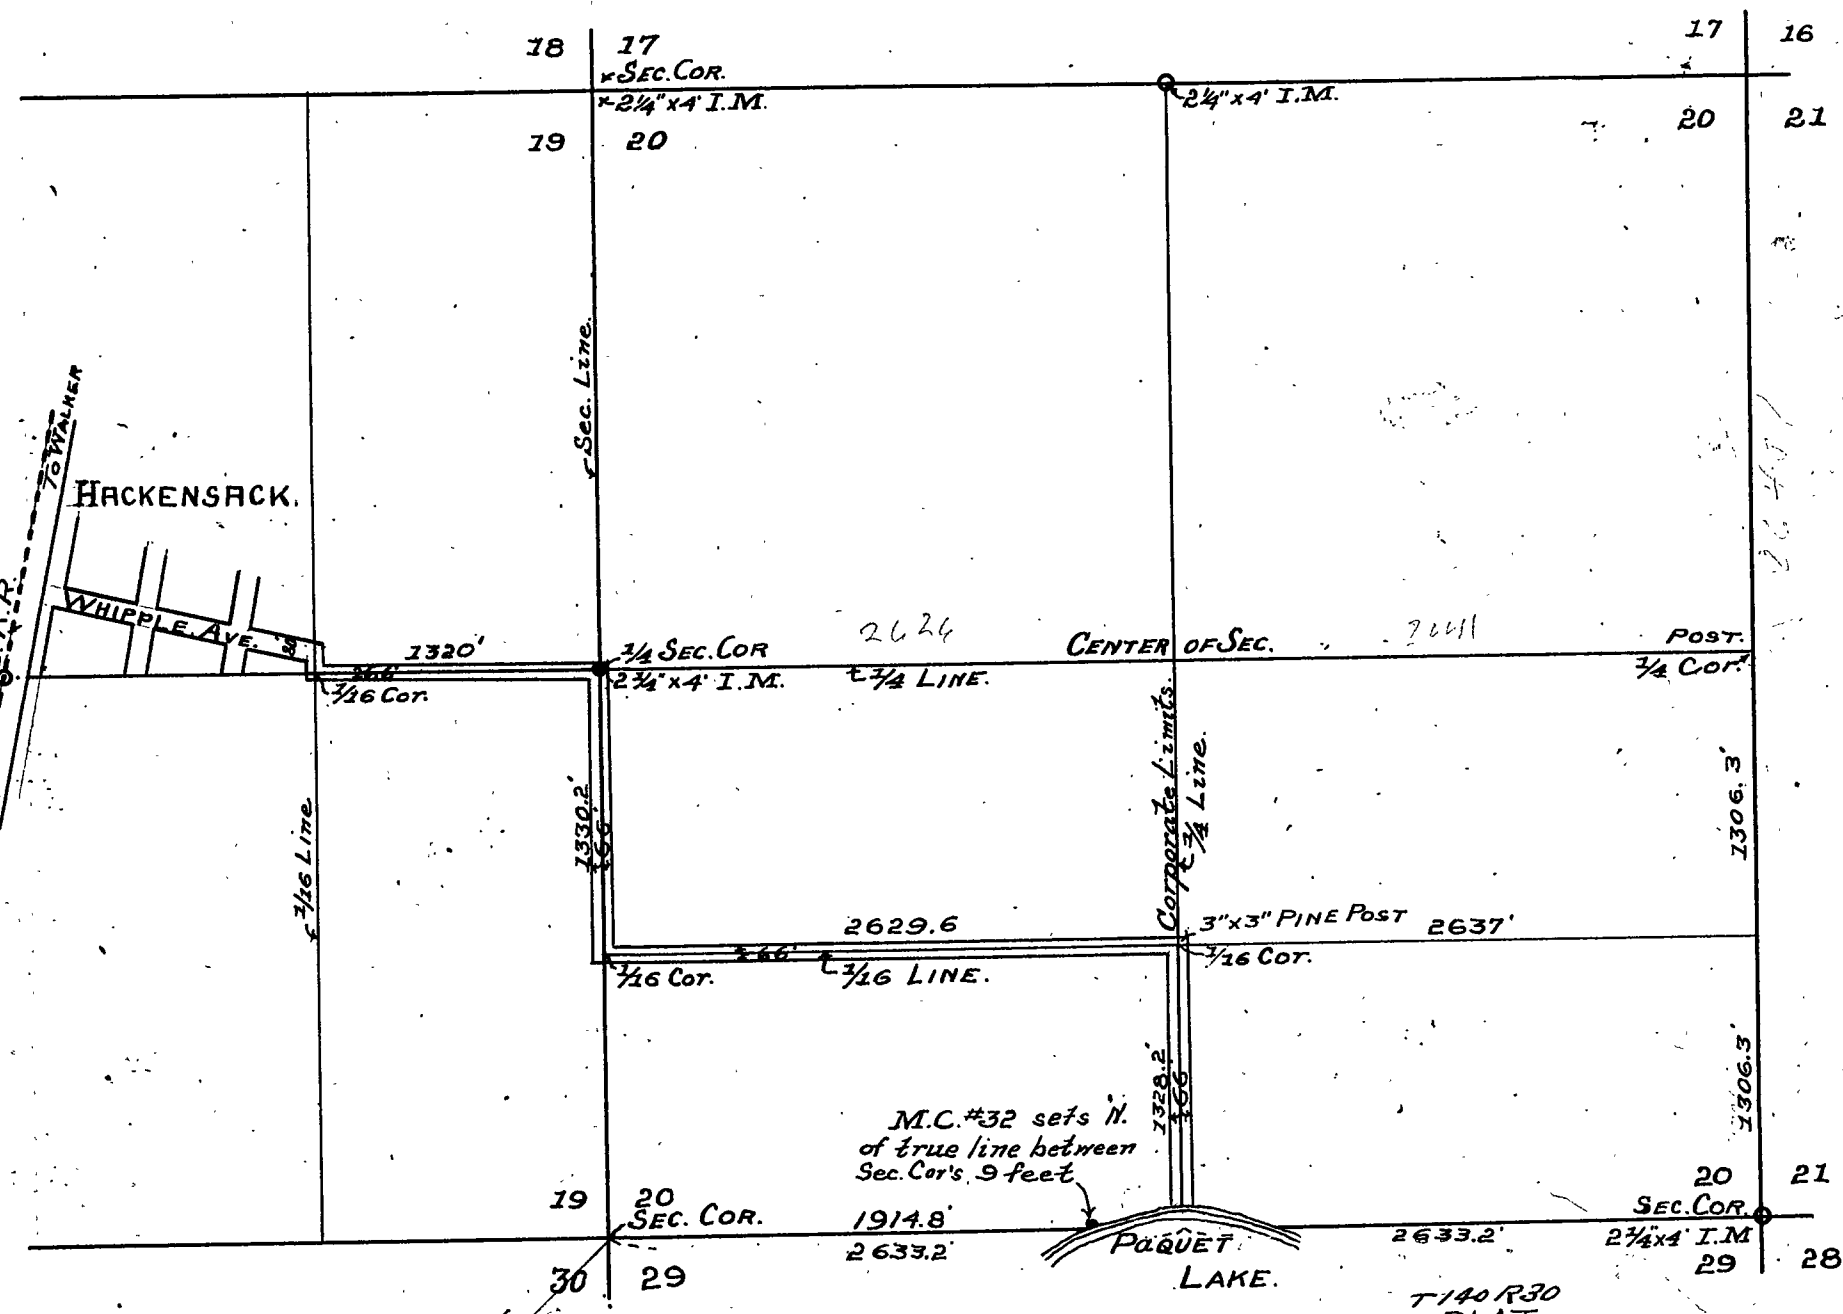 18 17
17 16
SEC. COR.
2¼"x4' I.M.
2¼"x4' I.M.
19 20
20 21
Sec. Line.
TO WALKER
HACKENSACK.
WHIPPLE. AVE.
1320'
66'
1/16 Cor.
1/4 SEC. COR
2¼"x4' I.M.
2626
1/4 LINE.
CENTER OF SEC.
POST.
1/4 Cor.
Corporate Limits.
1/4 Line.
1306.3'
1/16 Line
1330.2'
66'
2629.6
66'
1/16 LINE.
1/16 Cor.
3"x3" PINE POST
2637'
1/16 COR.
1328.2'
66'
1306.3'
M.C.#32 sets N.
of true line between
Sec. Cor's, 9 feet
19 20
SEC. COR.
1914.8'
2633.2'
30 29
PAQUET
LAKE.
2633.2'
20 21
SEC. COR.
2¼"x4' I.M
29 28
T140 R30